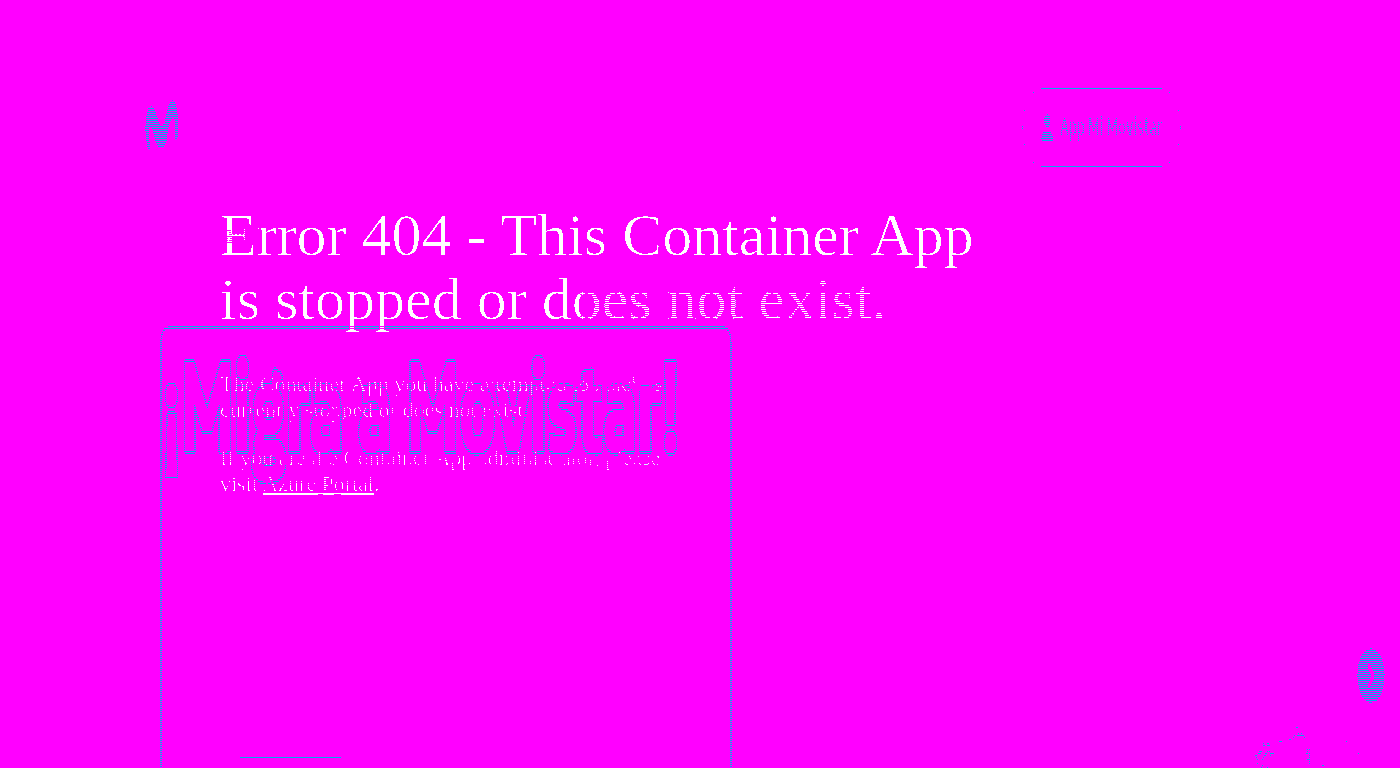 App Mi Movistar
Error 404 - This Container App
is stopped or does not exist.
¡Migra a Movistar!
The Container App you have attempted to reach is
currently stopped or does not exist.
If you are the Container App administrator, please
visit Azure Portal.